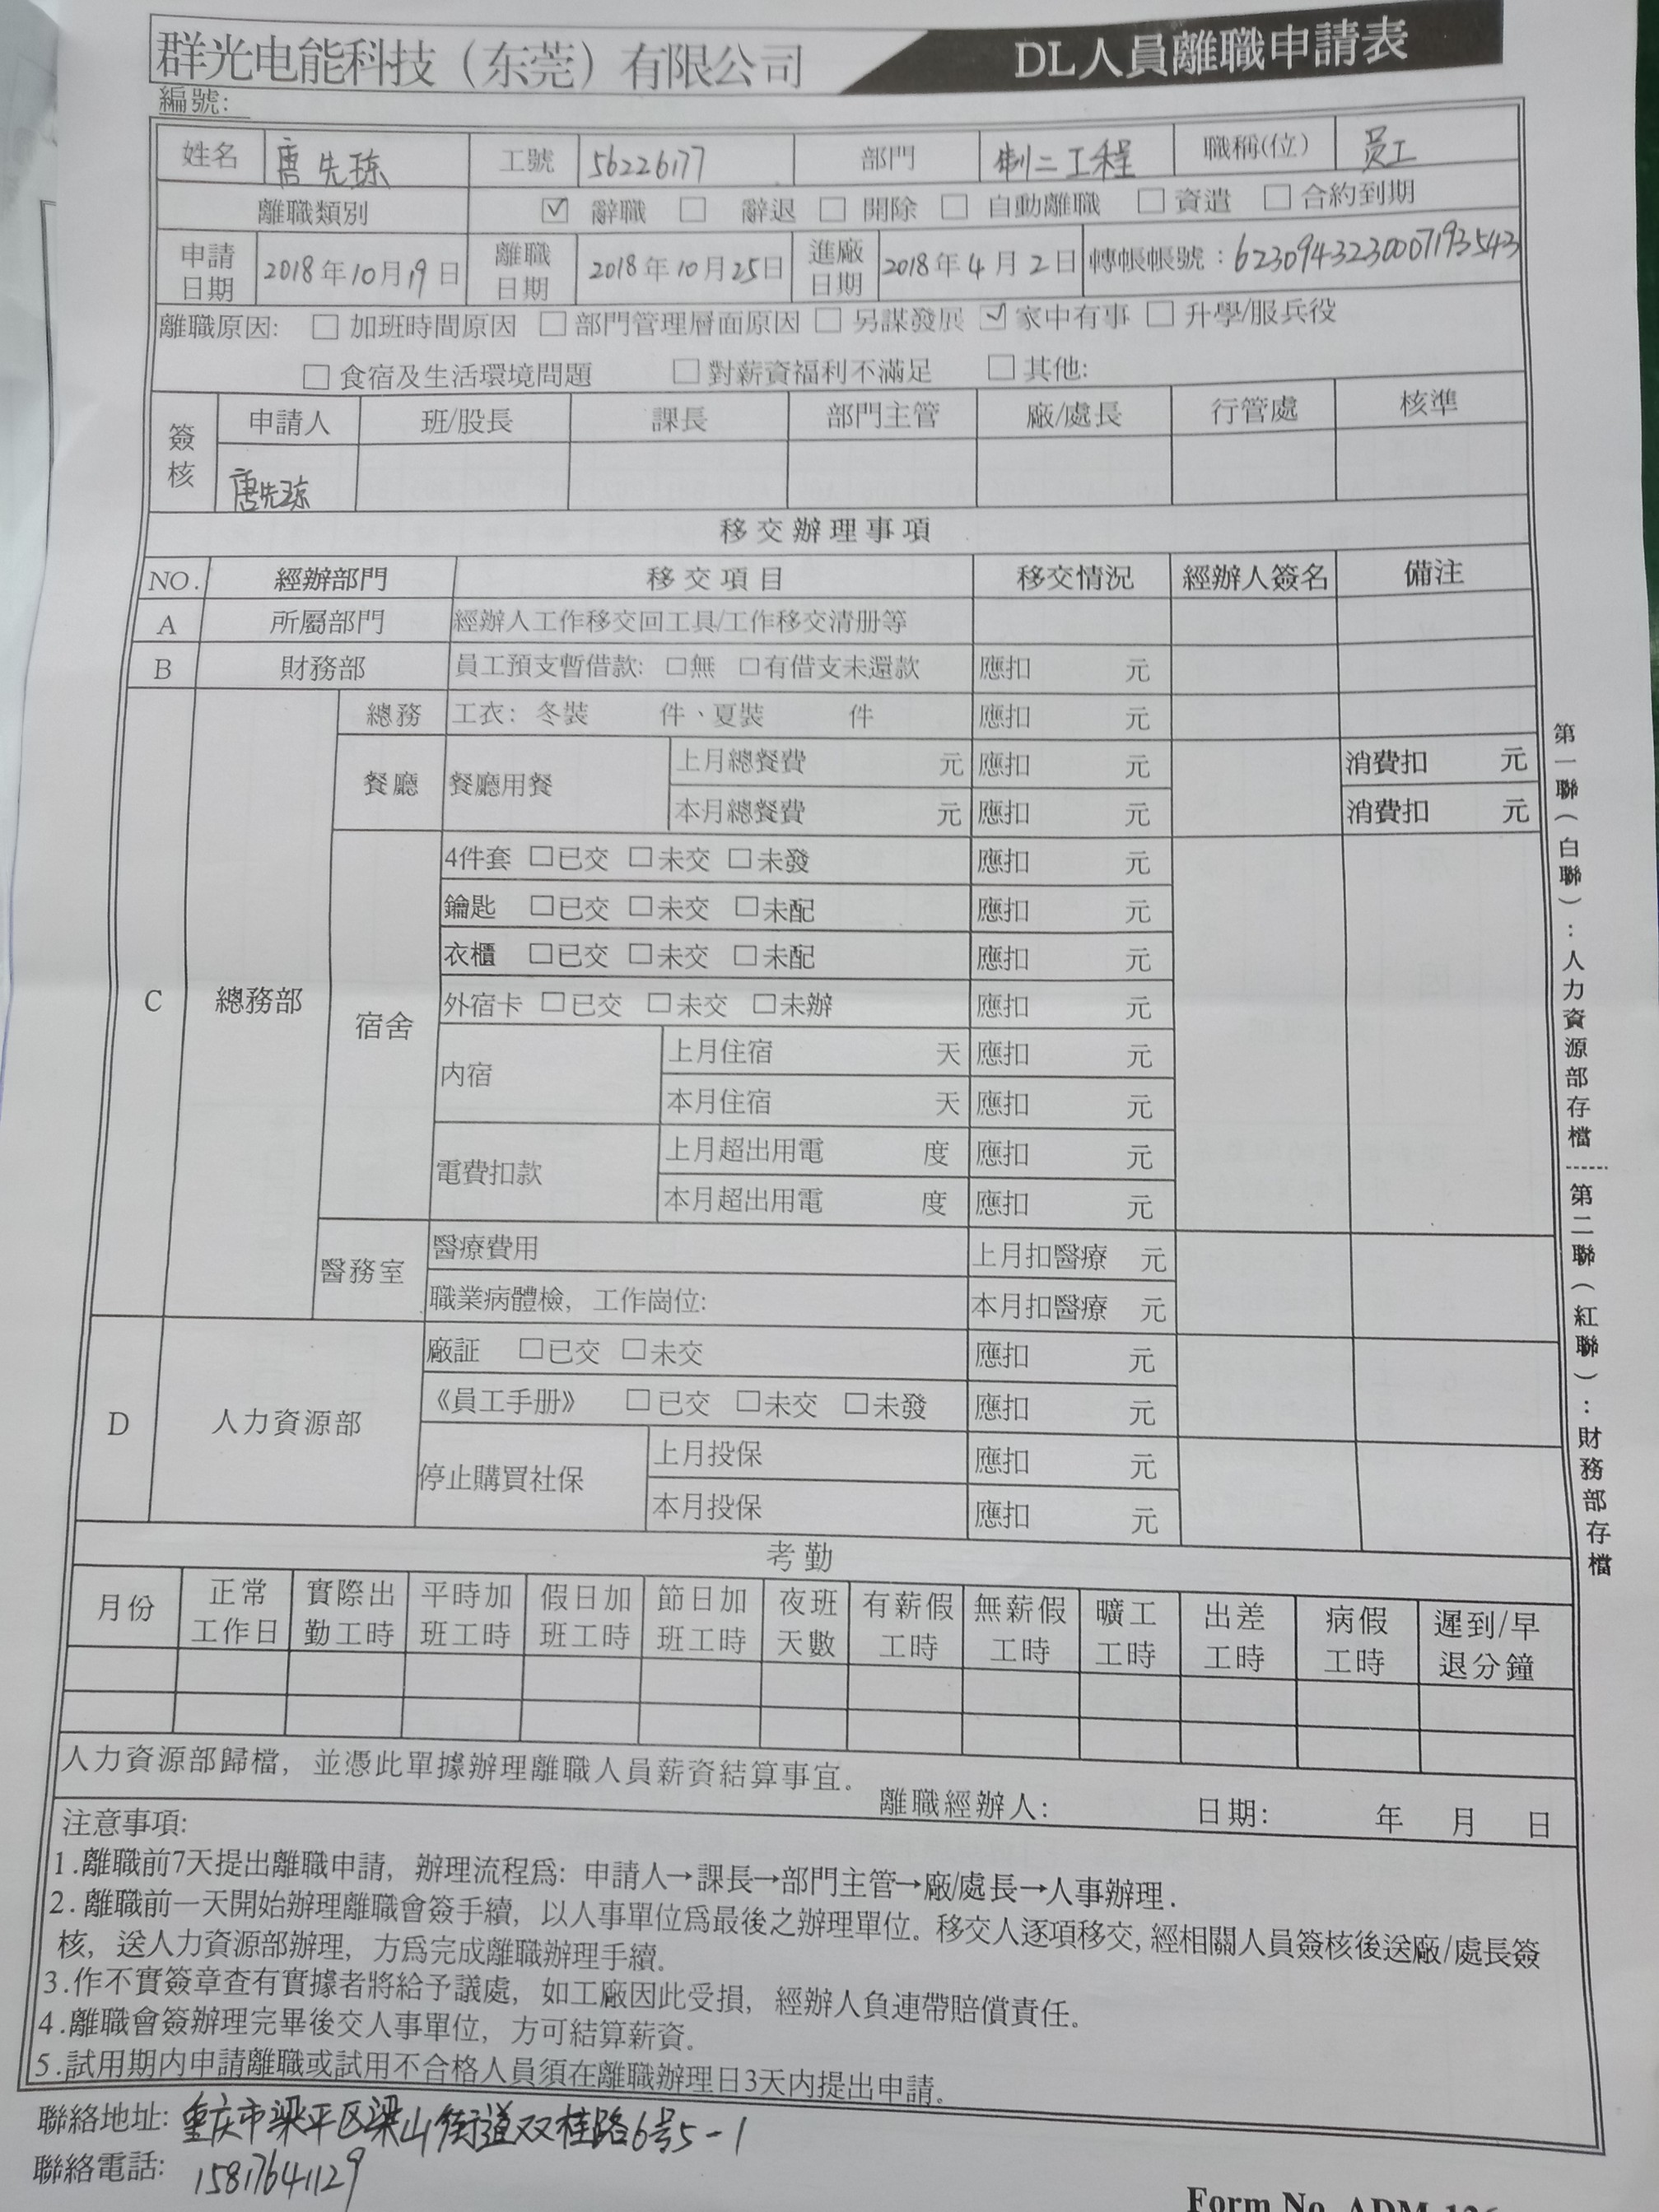 群光电能科技（东莞）有限公司 DL人員離職申請表
編號:
姓名 唐先琼 工號 56226177 部門 制二工程 職稱(位) 员工
離職類別 ☑ 辭職 □ 辭退 □ 開除 □ 自動離職 □ 資遣 □ 合約到期
申請日期 2018年10月19日 離職日期 2018年10月25日 進廠日期 2018年4月2日 轉帳帳號：6230943230007193543
離職原因: □ 加班時間原因 □ 部門管理層面原因 □ 另謀發展 ☑ 家中有事 □ 升學/服兵役
□ 食宿及生活環境問題 □ 對薪資福利不滿足 □ 其他:
簽核 申請人 班/股長 課長 部門主管 廠/處長 行管處 核準
唐先琼
移交辦理事項
NO. 經辦部門 移交項目 移交情況 經辦人簽名 備注
A 所屬部門 經辦人工作移交回工具/工作移交清册等
B 財務部 員工預支暫借款: □無 □有借支未還款 應扣 元
C 總務部
總務 工衣: 冬裝 件、夏裝 件 應扣 元
餐廳 餐廳用餐 上月總餐費 元 應扣 元 消費扣 元
本月總餐費 元 應扣 元 消費扣 元
宿舍
4件套 □已交 □未交 □未發 應扣 元
鑰匙 □已交 □未交 □未配 應扣 元
衣櫃 □已交 □未交 □未配 應扣 元
外宿卡 □已交 □未交 □未辦 應扣 元
内宿 上月住宿 天 應扣 元
本月住宿 天 應扣 元
電費扣款 上月超出用電 度 應扣 元
本月超出用電 度 應扣 元
醫務室 醫療費用 上月扣醫療 元
職業病體檢, 工作崗位: 本月扣醫療 元
D 人力資源部
廠証 □已交 □未交 應扣 元
《員工手册》 □已交 □未交 □未發 應扣 元
停止購買社保 上月投保 應扣 元
本月投保 應扣 元
考勤
月份 正常工作日 實際出勤工時 平時加班工時 假日加班工時 節日加班工時 夜班天數 有薪假工時 無薪假工時 曠工工時 出差工時 病假工時 遲到/早退分鐘
人力資源部歸檔, 並憑此單據辦理離職人員薪資結算事宜。
離職經辦人: 日期: 年 月 日
注意事項:
1.離職前7天提出離職申請, 辦理流程爲: 申請人→課長→部門主管→廠/處長→人事辦理.
2.離職前一天開始辦理離職會簽手續, 以人事單位爲最後之辦理單位。移交人逐項移交, 經相關人員簽核後送廠/處長簽
核, 送人力資源部辦理, 方爲完成離職辦理手續。
3.作不實簽章查有實據者將給予議處, 如工廠因此受損, 經辦人負連帶賠償責任。
4.離職會簽辦理完畢後交人事單位, 方可結算薪資。
5.試用期内申請離職或試用不合格人員須在離職辦理日3天内提出申請。
聯絡地址: 重庆市梁平区梁山街道双桂路6号5-1
聯絡電話: 15817641129
第一聯(白聯):人力資源部存檔 ------ 第二聯(紅聯):財務部存檔
Form No. ADM-126